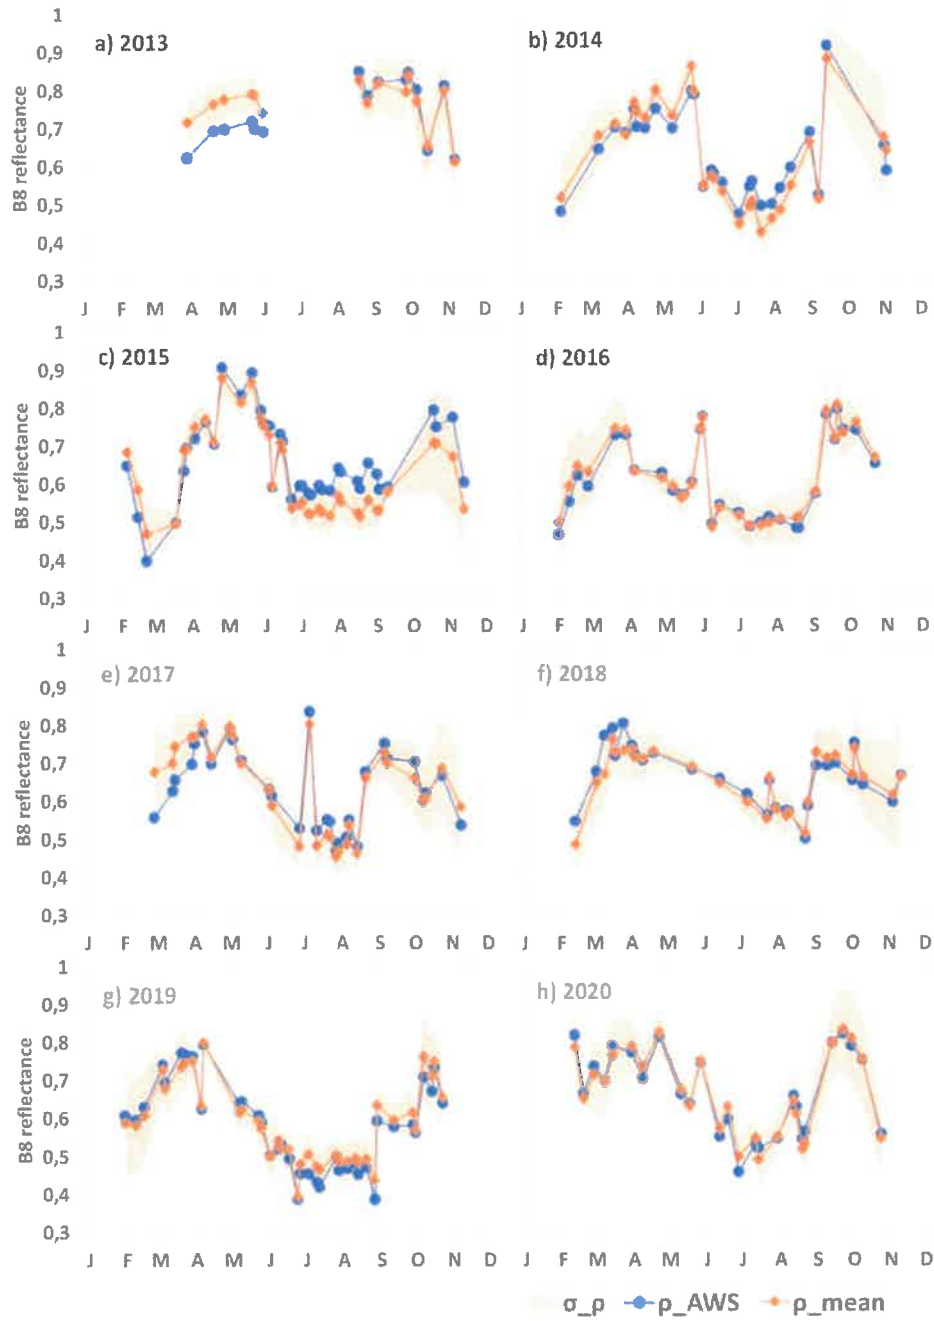 1
0,9
0,8
0,7
0,6
0,5
0,4
0,3
B8 reflectance
a) 2013
J F M A M J J A S O N D
b) 2014
J F M A M J J A S O N D
1
0,9
0,8
0,7
0,6
0,5
0,4
0,3
B8 reflectance
c) 2015
J F M A M J J A S O N D
d) 2016
J F M A M J J A S O N D
1
0,9
0,8
0,7
0,6
0,5
0,4
0,3
B8 reflectance
e) 2017
J F M A M J J A S O N D
f) 2018
J F M A M J J A S O N D
1
0,9
0,8
0,7
0,6
0,5
0,4
0,3
B8 reflectance
g) 2019
J F M A M J J A S O N D
h) 2020
J F M A M J J A S O N D
σ_ρ ρ_AWS ρ_mean